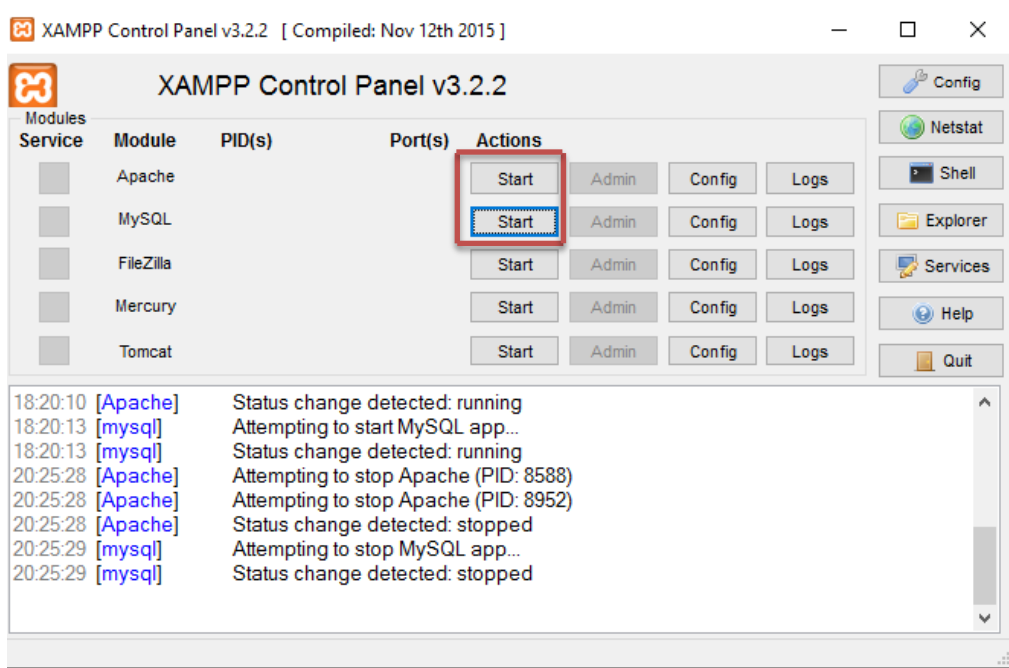 XAMPP Control Panel v3.2.2 [ Compiled: Nov 12th 2015 ]
XAMPP Control Panel v3.2.2
Config
Modules
Service Module PID(s) Port(s) Actions
Netstat
Apache Start Admin Config Logs
Shell
MySQL Start Admin Config Logs
Explorer
FileZilla Start Admin Config Logs
Services
Mercury Start Admin Config Logs
Help
Tomcat Start Admin Config Logs
Quit
18:20:10 [Apache] Status change detected: running
18:20:13 [mysql] Attempting to start MySQL app...
18:20:13 [mysql] Status change detected: running
20:25:28 [Apache] Attempting to stop Apache (PID: 8588)
20:25:28 [Apache] Attempting to stop Apache (PID: 8952)
20:25:28 [Apache] Status change detected: stopped
20:25:29 [mysql] Attempting to stop MySQL app...
20:25:29 [mysql] Status change detected: stopped